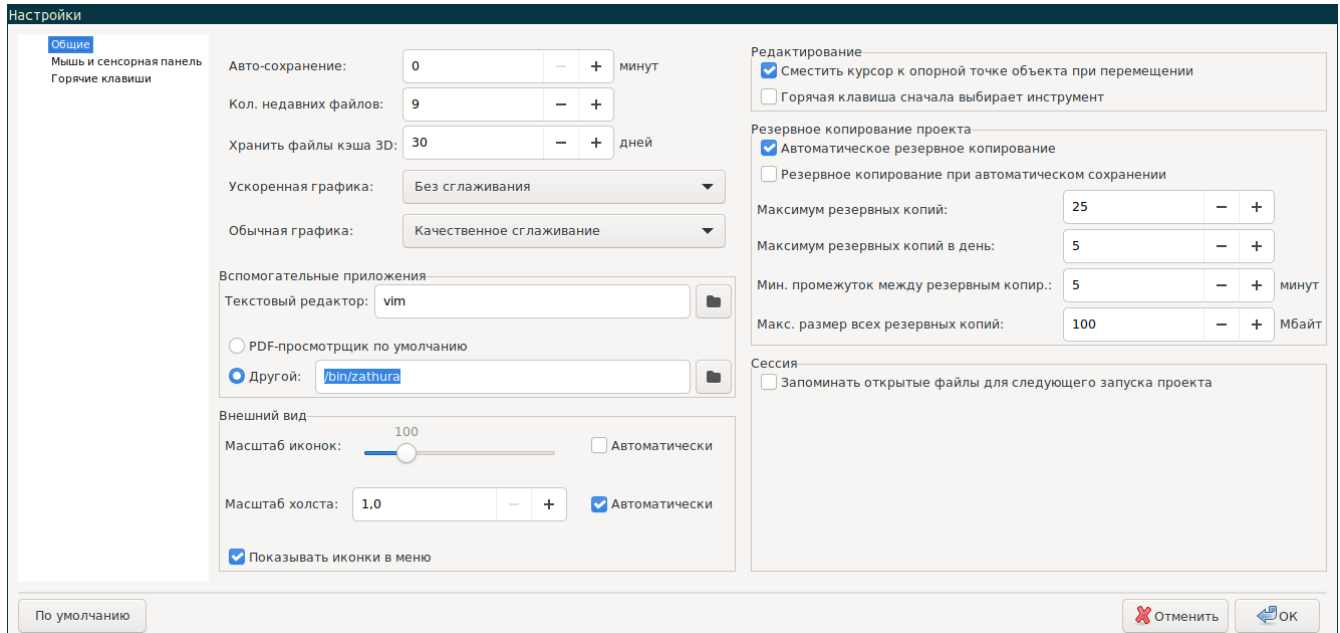 Настройки
Общие
Мышь и сенсорная панель
Горячие клавиши
Авто-сохранение: 0 минут
Кол. недавних файлов: 9
Хранить файлы кэша 3D: 30 дней
Ускоренная графика: Без сглаживания
Обычная графика: Качественное сглаживание
Вспомогательные приложения
Текстовый редактор: vim
PDF-просмотрщик по умолчанию
Другой: /bin/zathura
Внешний вид
100
Масштаб иконок: Автоматически
Масштаб холста: 1,0 Автоматически
Показывать иконки в меню
Редактирование
Сместить курсор к опорной точке объекта при перемещении
Горячая клавиша сначала выбирает инструмент
Резервное копирование проекта
Автоматическое резервное копирование
Резервное копирование при автоматическом сохранении
Максимум резервных копий: 25
Максимум резервных копий в день: 5
Мин. промежуток между резервным копир.: 5 минут
Макс. размер всех резервных копий: 100 Мбайт
Сессия
Запоминать открытые файлы для следующего запуска проекта
По умолчанию
Отменить
ОК